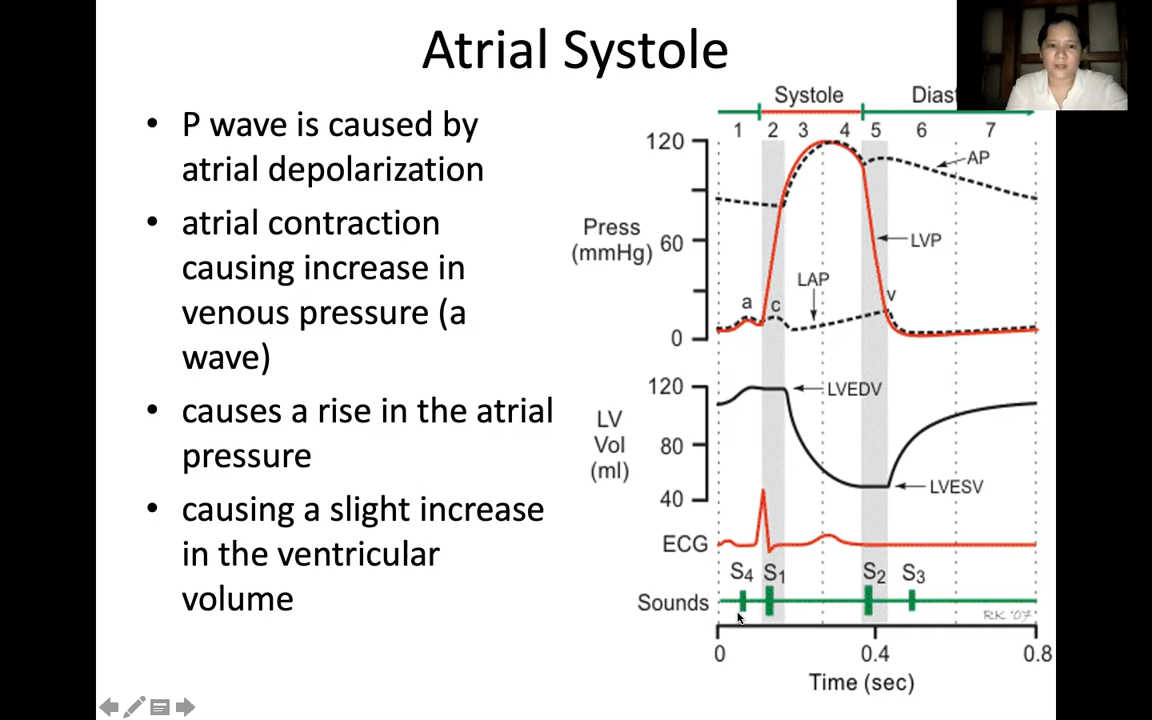 Atrial Systole
• P wave is caused by
atrial depolarization
• atrial contraction
causing increase in
venous pressure (a
wave)
• causes a rise in the atrial
pressure
• causing a slight increase
in the ventricular
volume
Systole Diast
1 2 3 4 5 6 7
120
AP
Press
(mmHg)
60
LVP
LAP
a c v
0
120
LVEDV
LV
Vol
(ml)
80
LVESV
40
ECG
S4 S1 S2 S3
Sounds
RK '07
0 0.4 0.8
Time (sec)